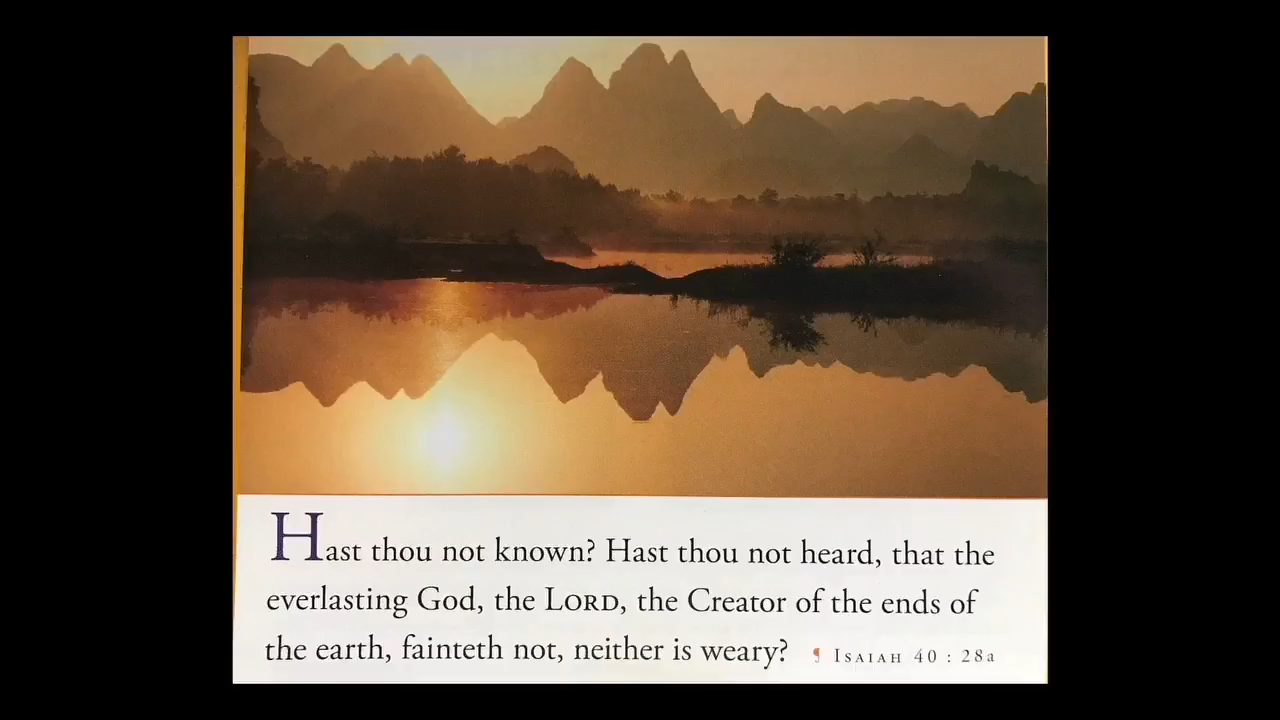 Hast thou not known? Hast thou not heard, that the
everlasting God, the LORD, the Creator of the ends of
the earth, fainteth not, neither is weary? ¶ ISAIAH 40 : 28a